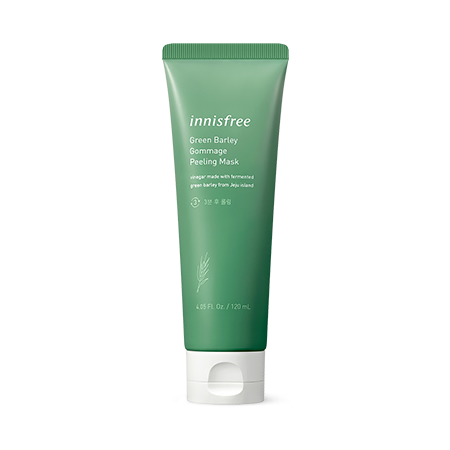 innisfree
Green Barley
Gommage
Peeling Mask
vinegar made with fermented
green barley from Jeju island
3 3분 후 롤링
4.05 Fl. Oz. / 120 mL